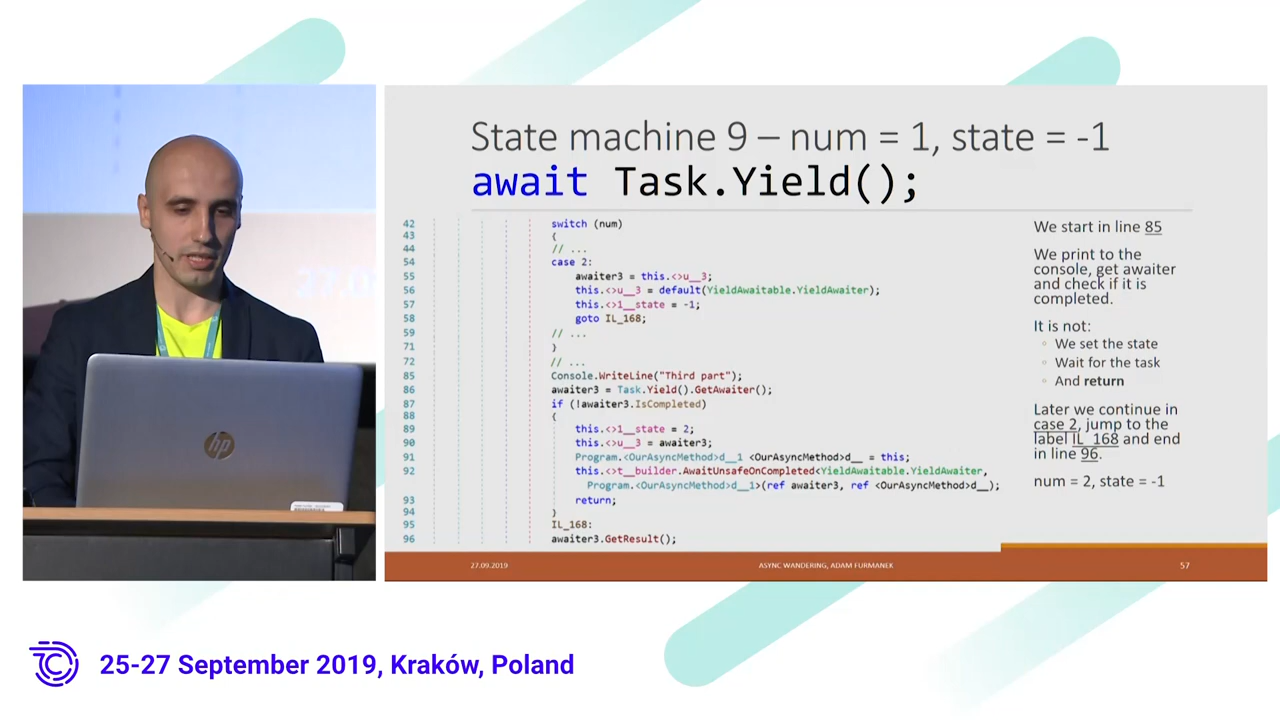 State machine 9 – num = 1, state = -1
await Task.Yield();
42 switch (num)
43 {
44 // ...
54 case 2:
55 awaiter3 = this.<>u__3;
56 this.<>u__3 = default(YieldAwaitable.YieldAwaiter);
57 this.<>1__state = -1;
58 goto IL_168;
59 // ...
71 }
72 // ...
85 Console.WriteLine("Third part");
86 awaiter3 = Task.Yield().GetAwaiter();
87 if (!awaiter3.IsCompleted)
88 {
89 this.<>1__state = 2;
90 this.<>u__3 = awaiter3;
91 Program.<OurAsyncMethod>d__1 <OurAsyncMethod>d__ = this;
92 this.<>t__builder.AwaitUnsafeOnCompleted<YieldAwaitable.YieldAwaiter,
Program.<OurAsyncMethod>d__1>(ref awaiter3, ref <OurAsyncMethod>d__);
93 return;
94 }
95 IL_168:
96 awaiter3.GetResult();
We start in line 85
We print to the
console, get awaiter
and check if it is
completed.
It is not:
◦ We set the state
◦ Wait for the task
◦ And return
Later we continue in
case 2, jump to the
label IL_168 and end
in line 96.
num = 2, state = -1
27.09.2019
ASYNC WANDERING, ADAM FURMANEK
57
hp
25-27 September 2019, Kraków, Poland